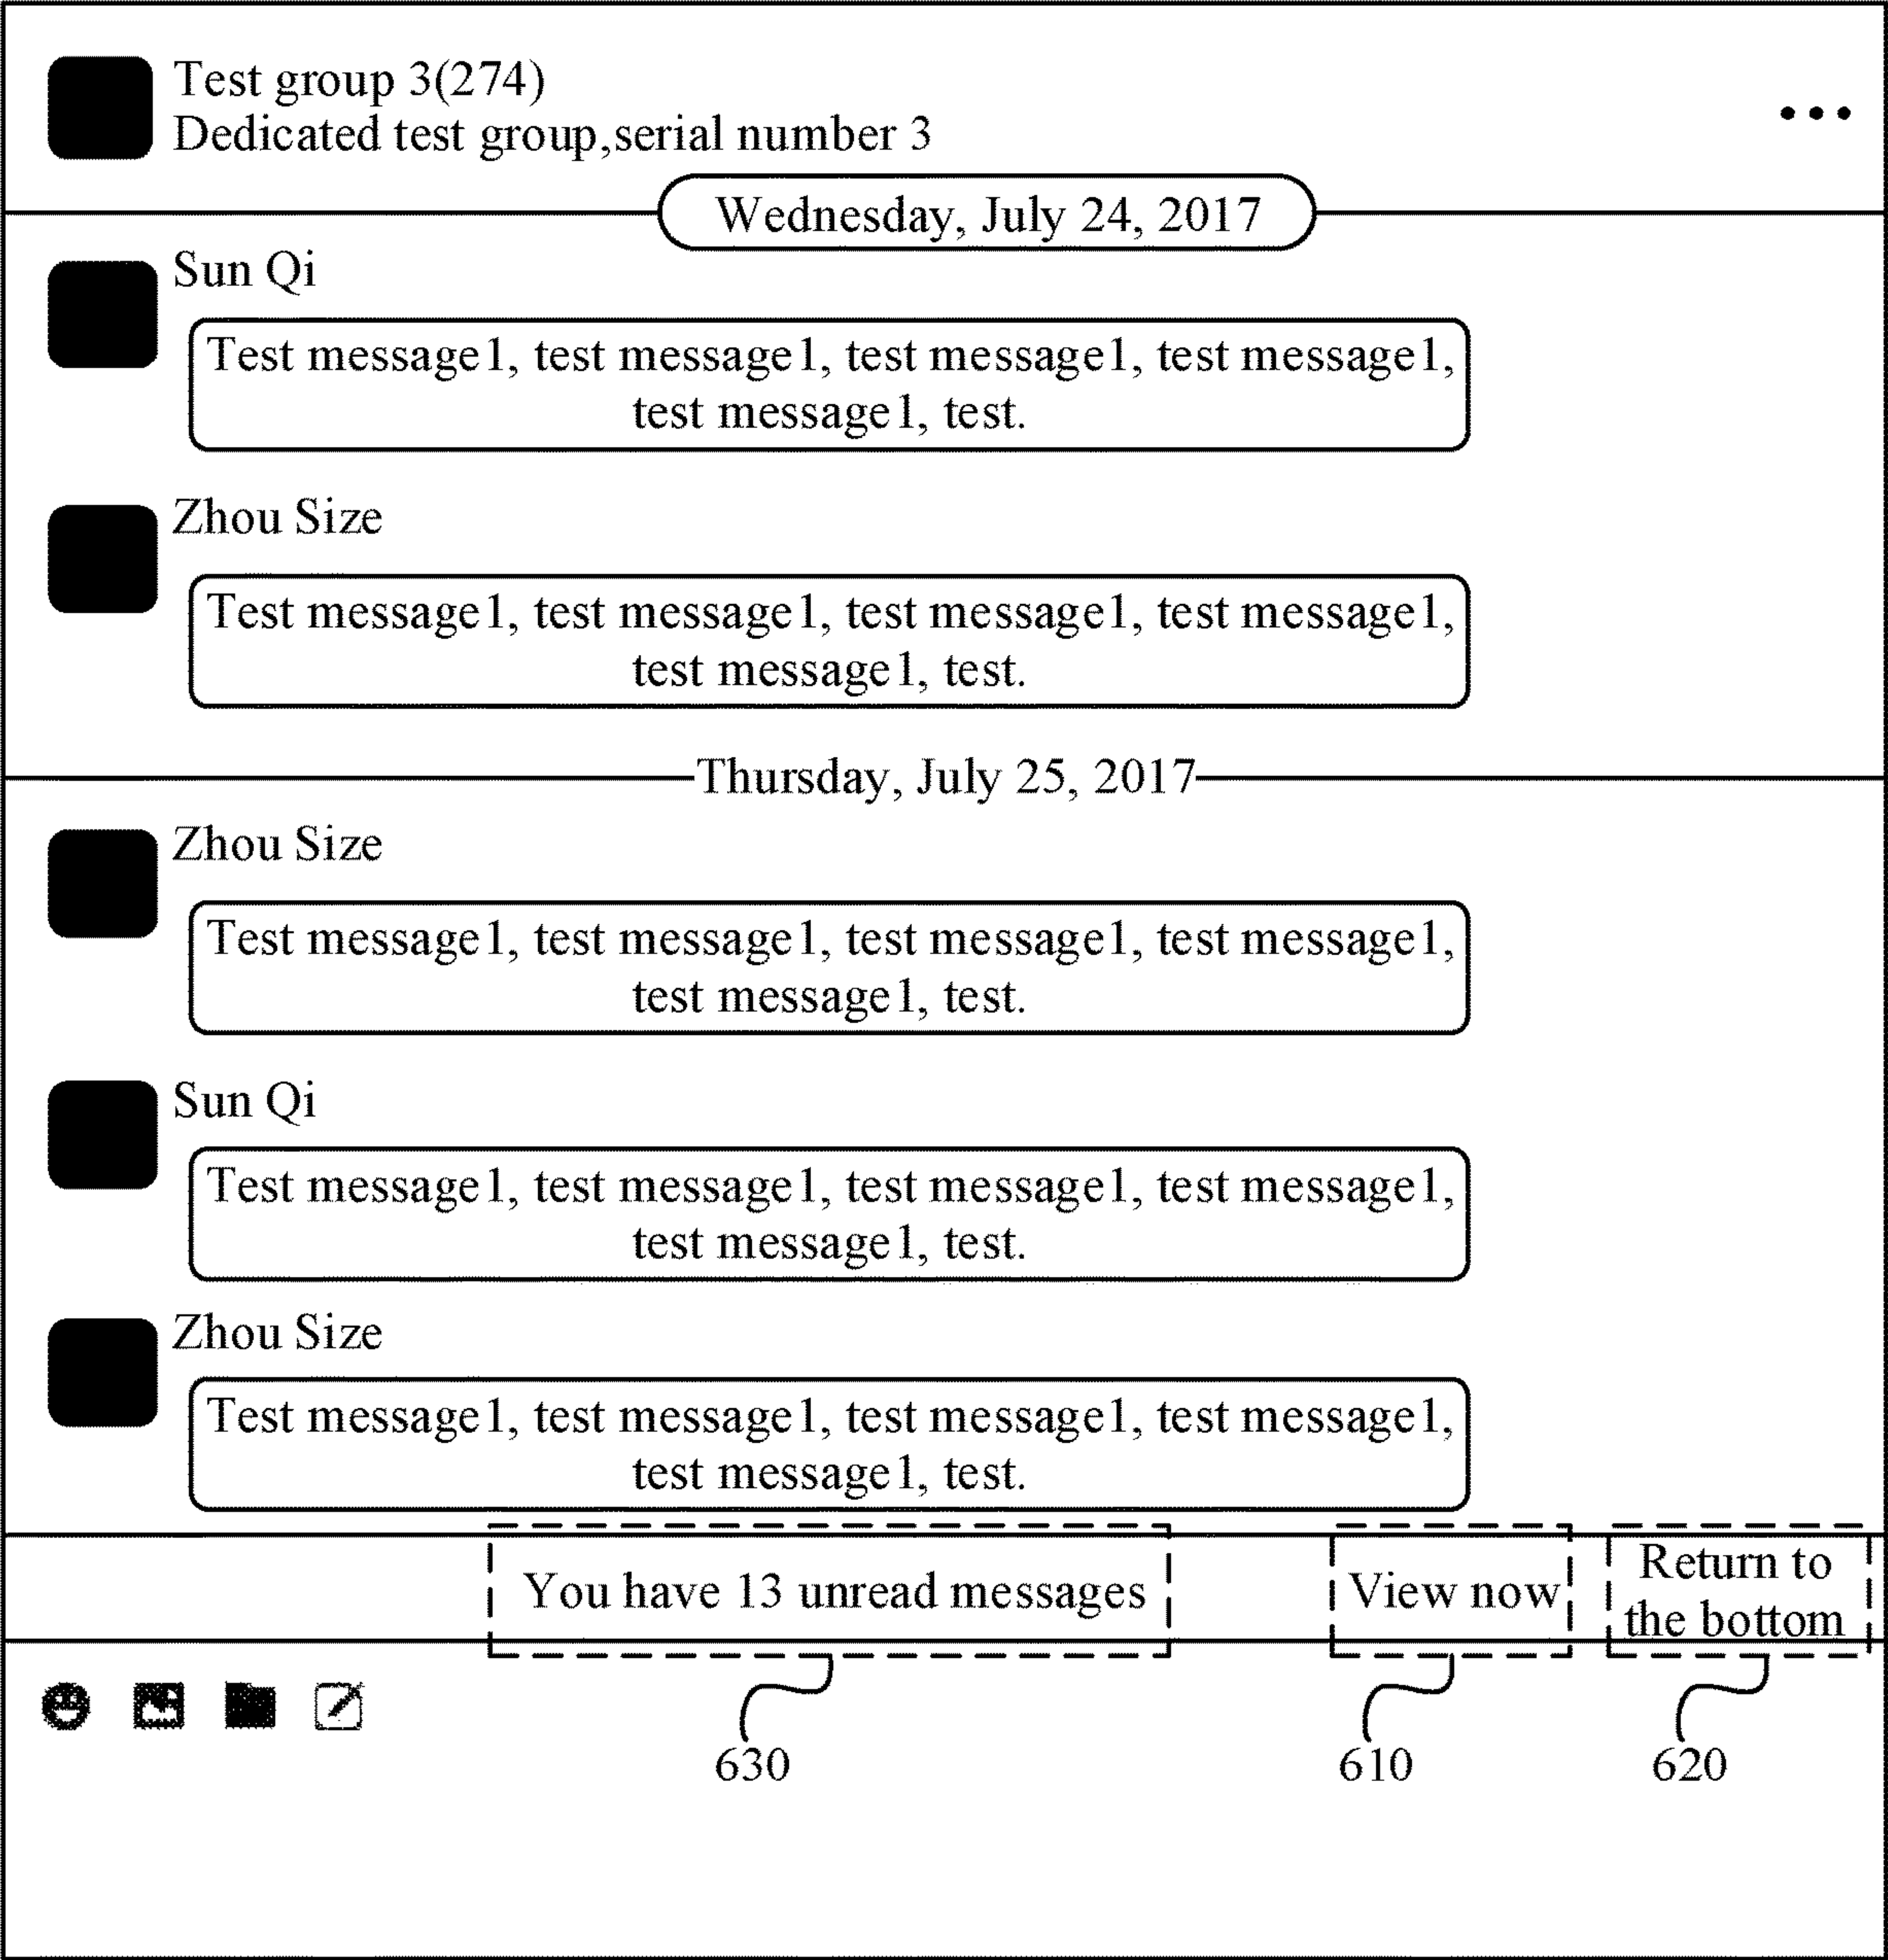 Test group 3(274)
Dedicated test group,serial number 3
Wednesday, July 24, 2017
Sun Qi
Test message1, test message1, test message1, test message1,
test message1, test.
Zhou Size
Test message1, test message1, test message1, test message1,
test message1, test.
Thursday, July 25, 2017
Zhou Size
Test message1, test message1, test message1, test message1,
test message1, test.
Sun Qi
Test message1, test message1, test message1, test message1,
test message1, test.
Zhou Size
Test message1, test message1, test message1, test message1,
test message1, test.
You have 13 unread messages
View now
Return to
the bottom
630
610
620